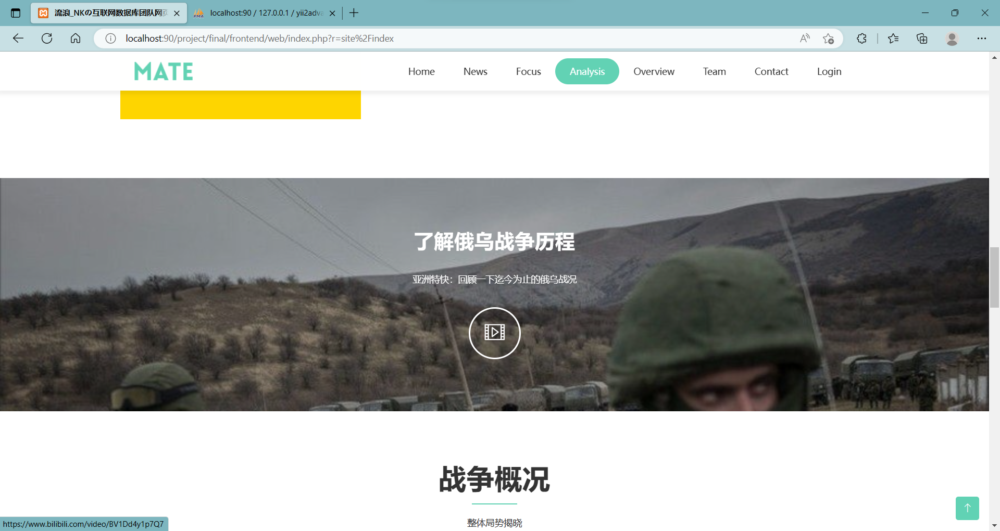 流浪_NKの互联网数据库团队网
localhost:90 / 127.0.0.1 / yii2adva
localhost:90/project/final/frontend/web/index.php?r=site%2Findex
MATE
Home
News
Focus
Analysis
Overview
Team
Contact
Login
了解俄乌战争历程
亚洲特快：回顾一下迄今为止的俄乌战况
战争概况
整体局势揭晓
https://www.bilibili.com/video/BV1Dd4y1p7Q7